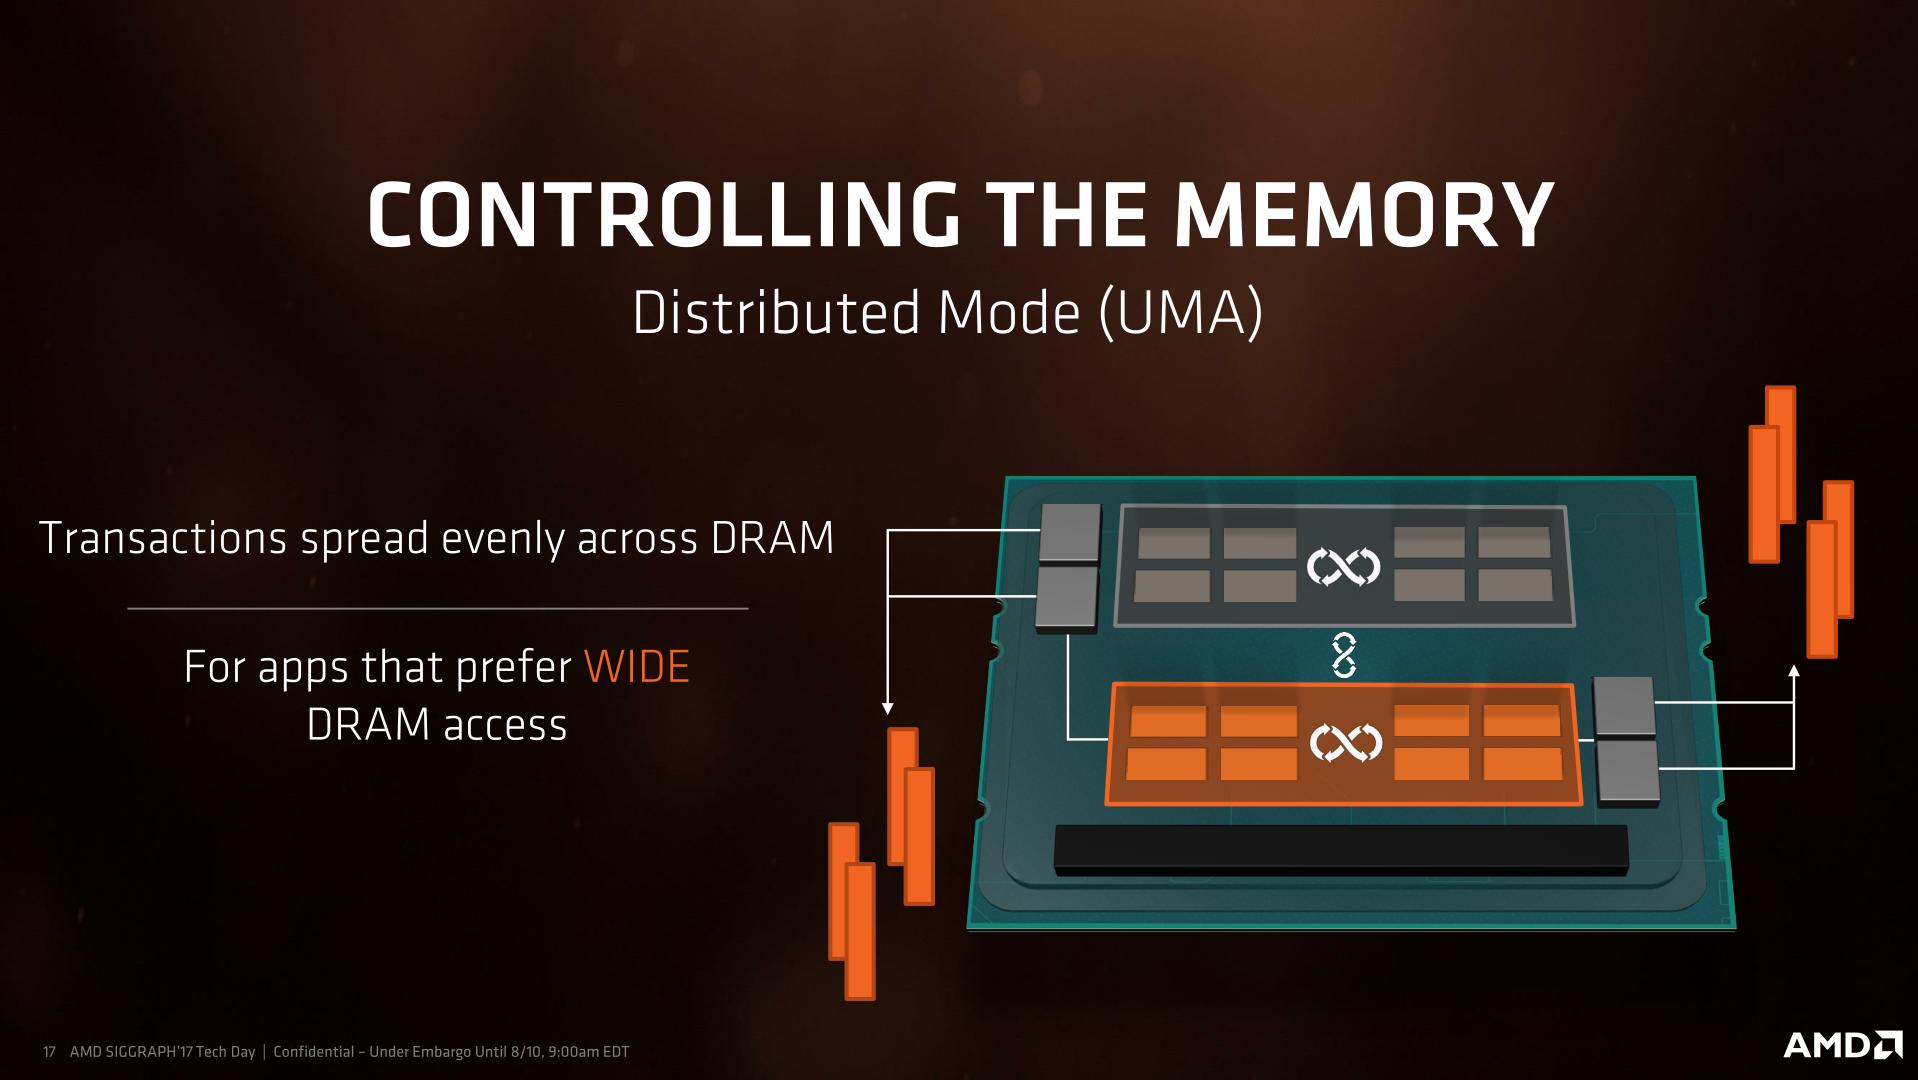 CONTROLLING THE MEMORY
Distributed Mode (UMA)
Transactions spread evenly across DRAM
For apps that prefer WIDE
DRAM access
17 AMD SIGGRAPH'17 Tech Day | Confidential – Under Embargo Until 8/10, 9:00am EDT
AMD